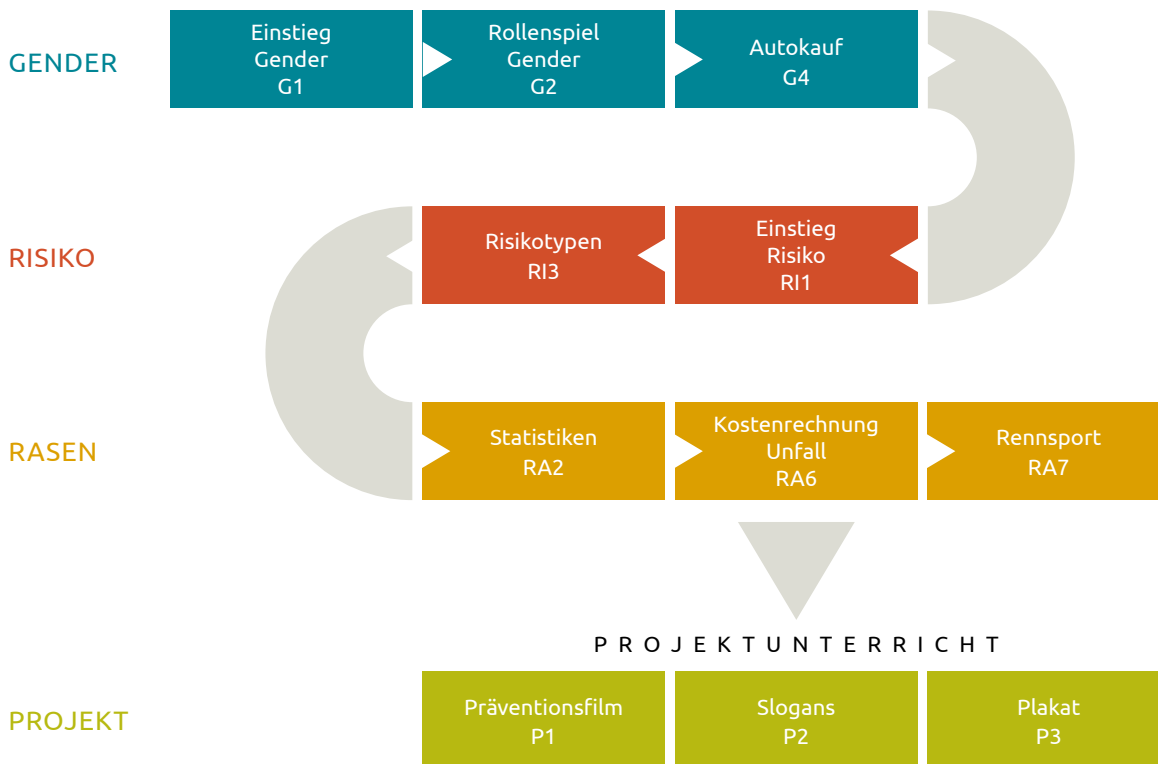 GENDER
Einstieg
Gender
G1
Rollenspiel
Gender
G2
Autokauf
G4
RISIKO
Risikotypen
RI3
Einstieg
Risiko
RI1
RASEN
Statistiken
RA2
Kostenrechnung
Unfall
RA6
Rennsport
RA7
PROJEKTUNTERRICHT
PROJEKT
Präventionsfilm
P1
Slogans
P2
Plakat
P3